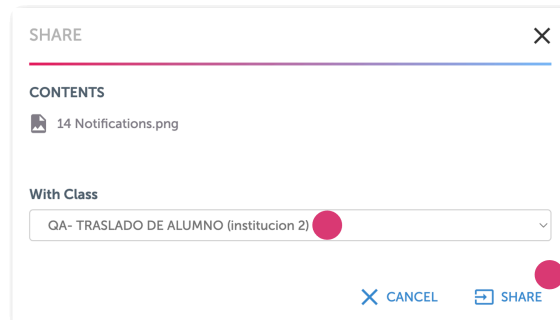 SHARE
CONTENTS
14 Notifications.png
With Class
QA- TRASLADO DE ALUMNO (institucion 2)
CANCEL
SHARE